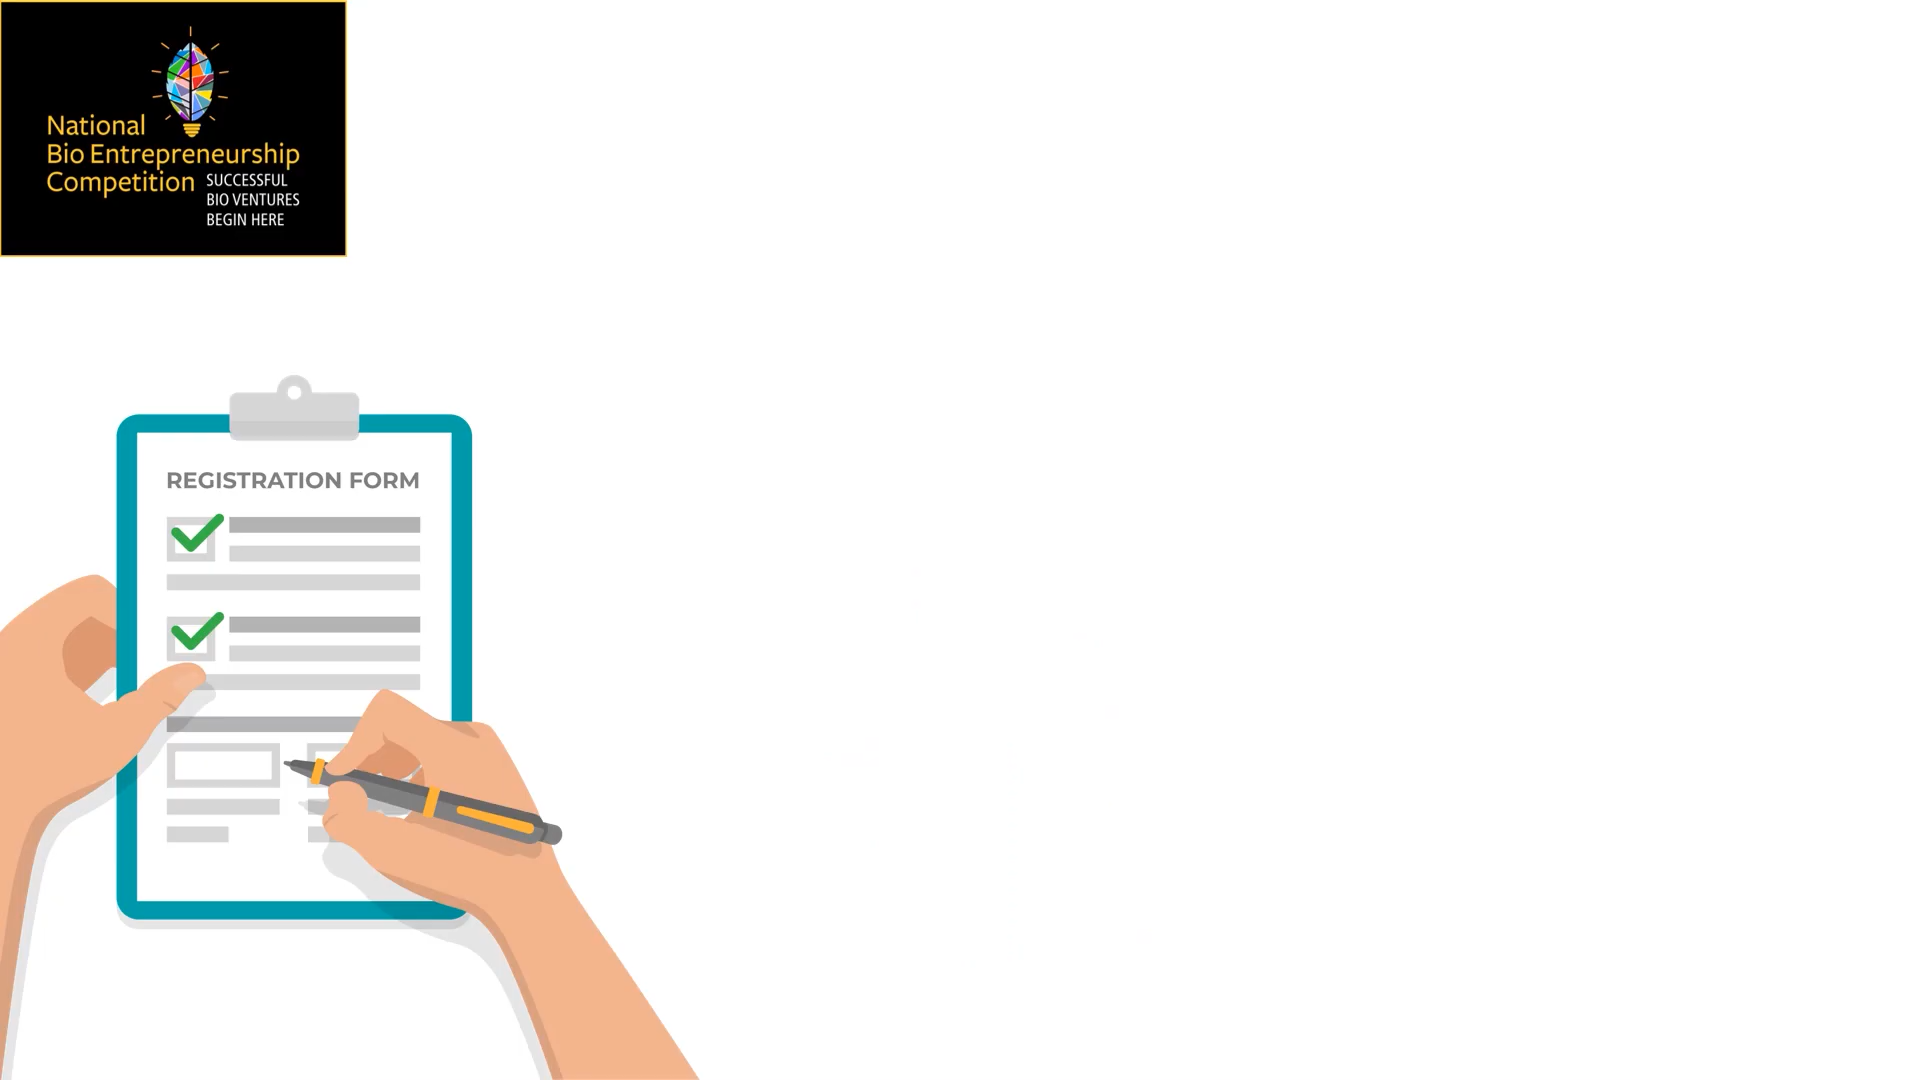 National
Bio Entrepreneurship
Competition
SUCCESSFUL
BIO VENTURES
BEGIN HERE
REGISTRATION FORM